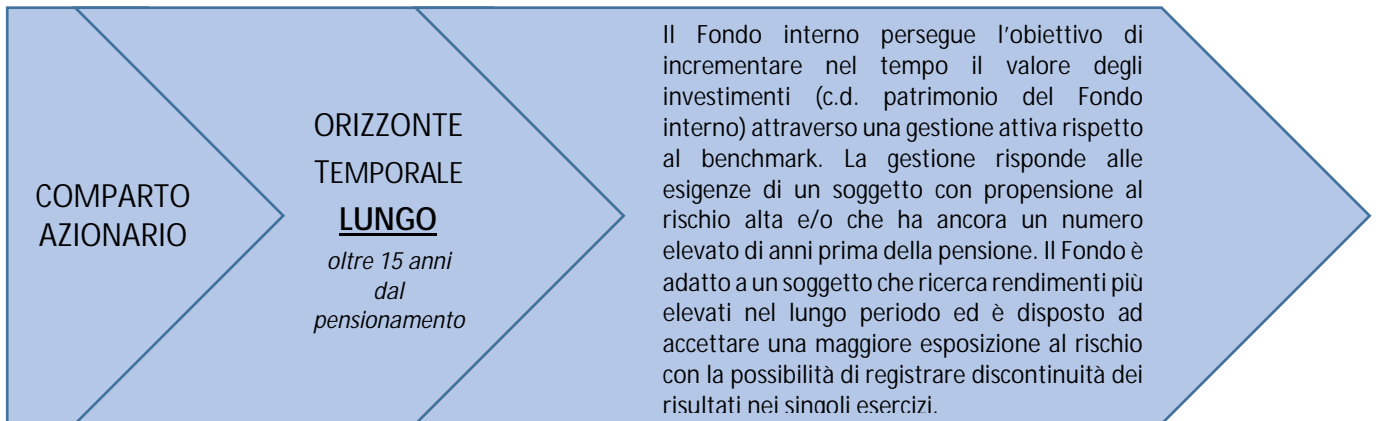 COMPARTO
AZIONARIO
ORIZZONTE
TEMPORALE
LUNGO
oltre 15 anni
dal
pensionamento
Il Fondo interno persegue l'obiettivo di
incrementare nel tempo il valore degli
investimenti (c.d. patrimonio del Fondo
interno) attraverso una gestione attiva rispetto
al benchmark. La gestione risponde alle
esigenze di un soggetto con propensione al
rischio alta e/o che ha ancora un numero
elevato di anni prima della pensione. Il Fondo è
adatto a un soggetto che ricerca rendimenti più
elevati nel lungo periodo ed è disposto ad
accettare una maggiore esposizione al rischio
con la possibilità di registrare discontinuità dei
risultati nei singoli esercizi.